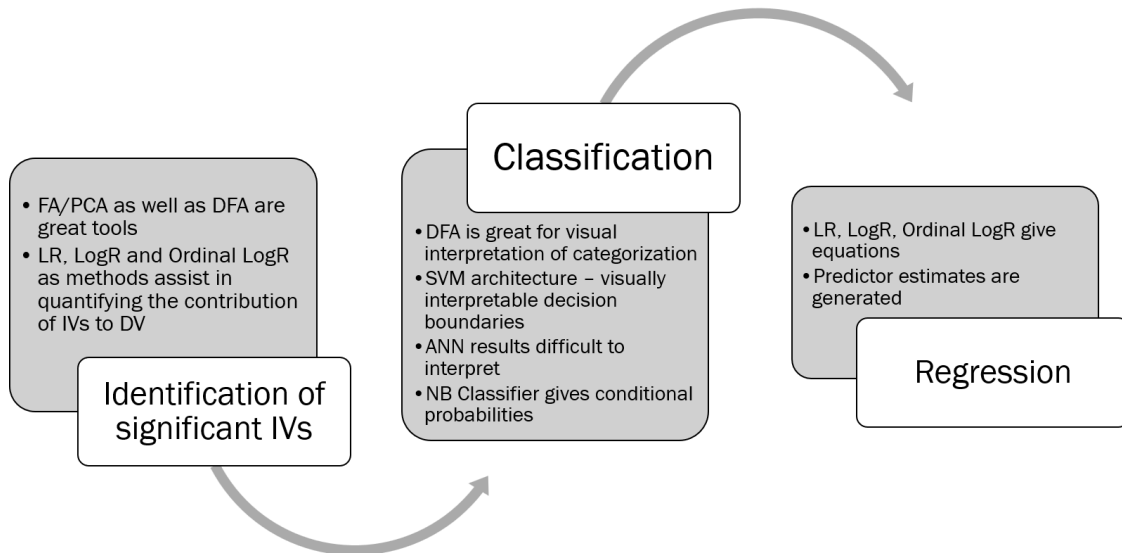 • FA/PCA as well as DFA are
great tools
• LR, LogR and Ordinal LogR
as methods assist in
quantifying the contribution
of IVs to DV
Identification of
significant IVs
Classification
• DFA is great for visual
interpretation of categorization
• SVM architecture – visually
interpretable decision
boundaries
• ANN results difficult to
interpret
• NB Classifier gives conditional
probabilities
• LR, LogR, Ordinal LogR give
equations
• Predictor estimates are
generated
Regression